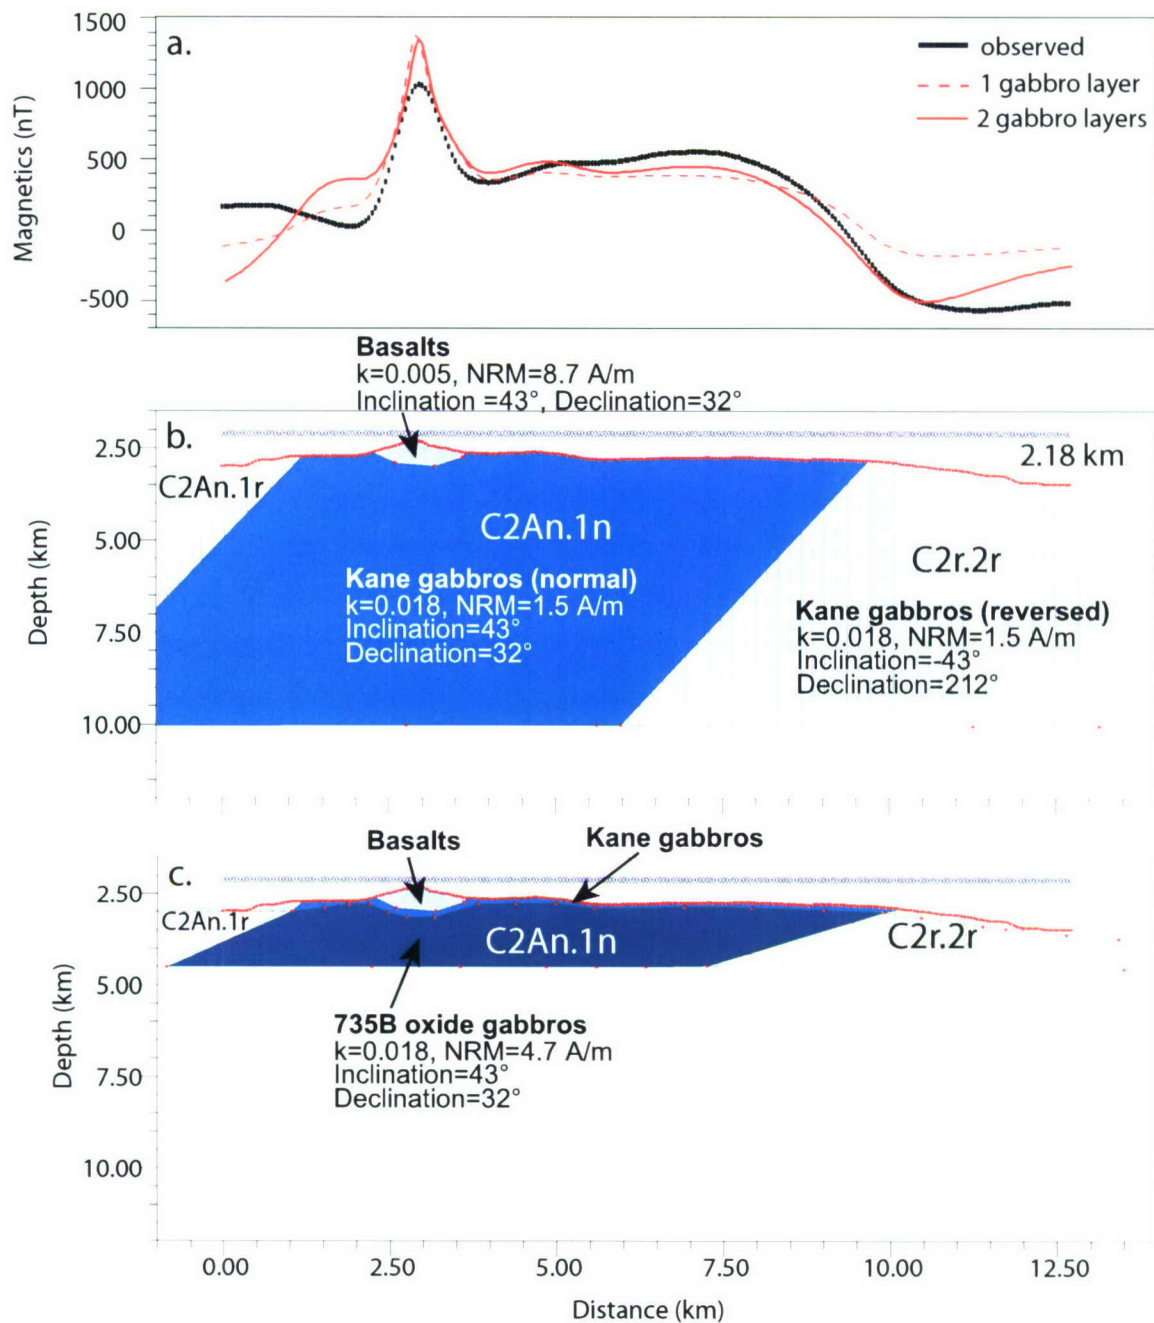 a.
1500
1000
500
0
-500
Magnetics (nT)
observed
1 gabbro layer
2 gabbro layers
Basalts
k=0.005, NRM=8.7 A/m
Inclination =43°, Declination=32°
b.
2.50
5.00
7.50
10.00
Depth (km)
2.18 km
C2An.1r
C2An.1n
C2r.2r
Kane gabbros (normal)
k=0.018, NRM=1.5 A/m
Inclination=43°
Declination=32°
Kane gabbros (reversed)
k=0.018, NRM=1.5 A/m
Inclination=-43°
Declination=212°
Basalts
Kane gabbros
c.
2.50
5.00
7.50
10.00
Depth (km)
C2An.1r
C2An.1n
C2r.2r
735B oxide gabbros
k=0.018, NRM=4.7 A/m
Inclination=43°
Declination=32°
0.00 2.50 5.00 7.50 10.00 12.50
Distance (km)